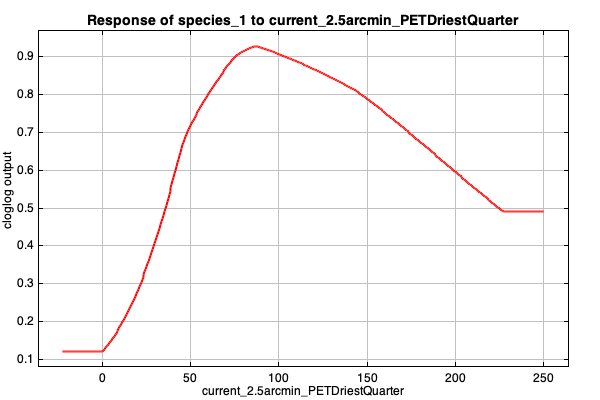 Response of species_1 to current_2.5arcmin_PETDriestQuarter
cloglog output
0.9
0.8
0.7
0.6
0.5
0.4
0.3
0.2
0.1
0 50 100 150 200 250
current_2.5arcmin_PETDriestQuarter